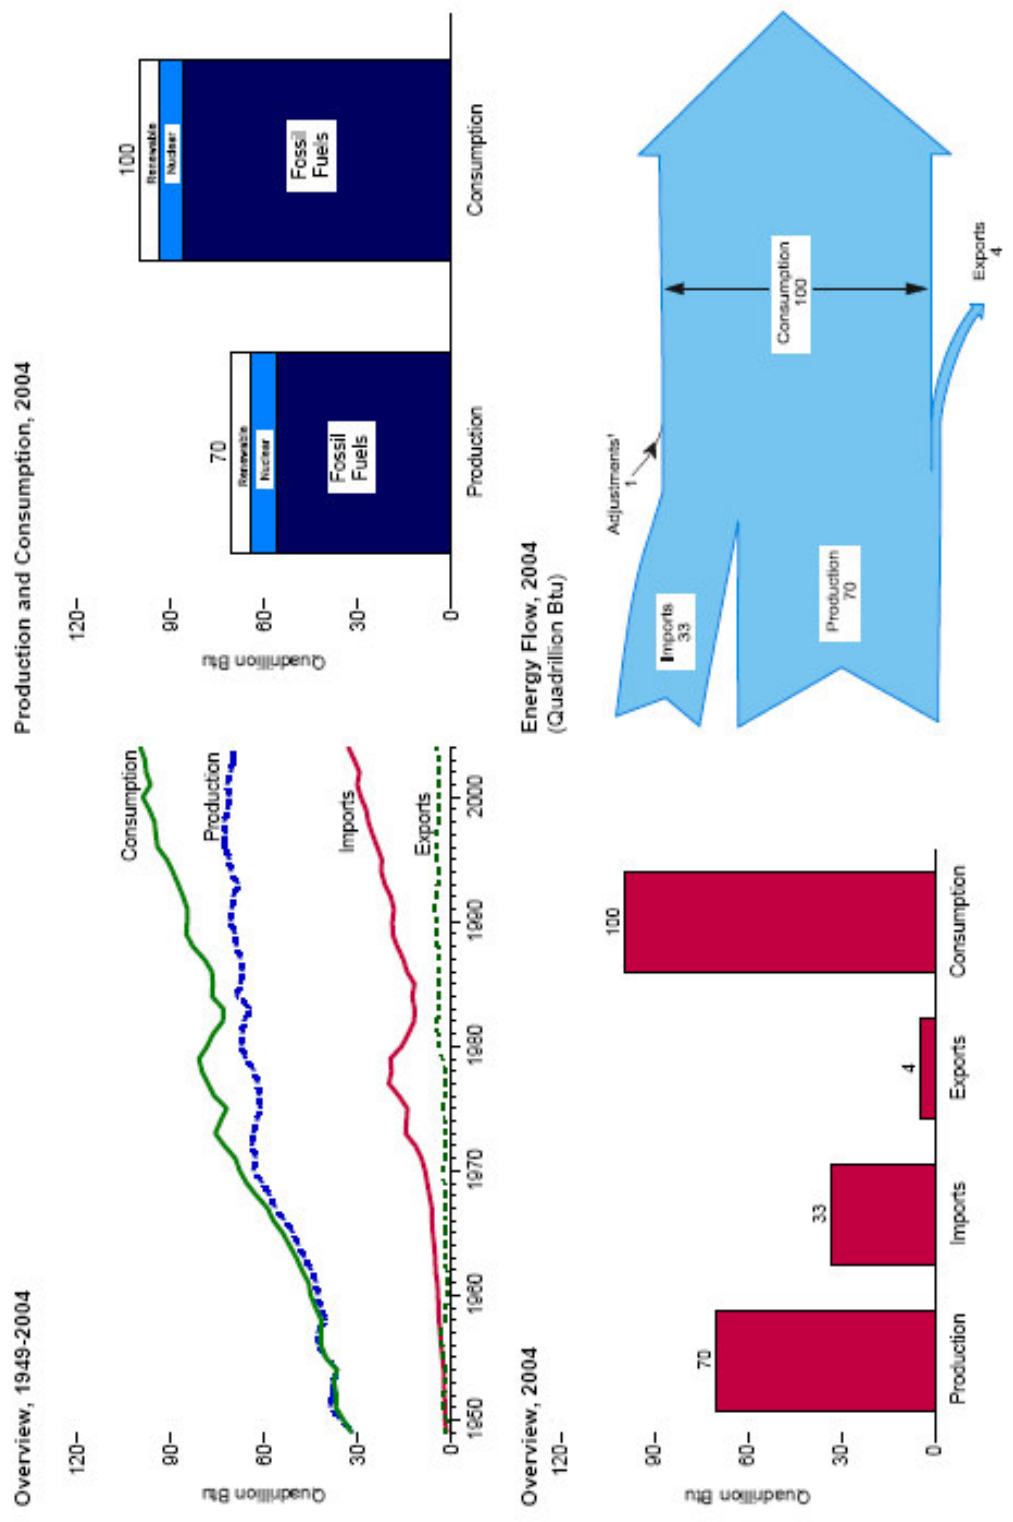 Overview, 1949-2004
120-
90-
60-
30-
0
Quadrillion Btu
Consumption
Production
Imports
Exports
1950
1960
1970
1980
1990
2000
Production and Consumption, 2004
120-
90-
60-
30-
0
Quadrillion Btu
70
Renewable
Nuclear
Fossil
Fuels
Production
100
Renewable
Nuclear
Fossil
Fuels
Consumption
Overview, 2004
120-
90-
60-
30-
0
Quadrillion Btu
70
33
4
100
Production
Imports
Exports
Consumption
Energy Flow, 2004
(Quadrillion Btu)
Adjustments¹
1
Imports
33
Production
70
Consumption
100
Exports
4